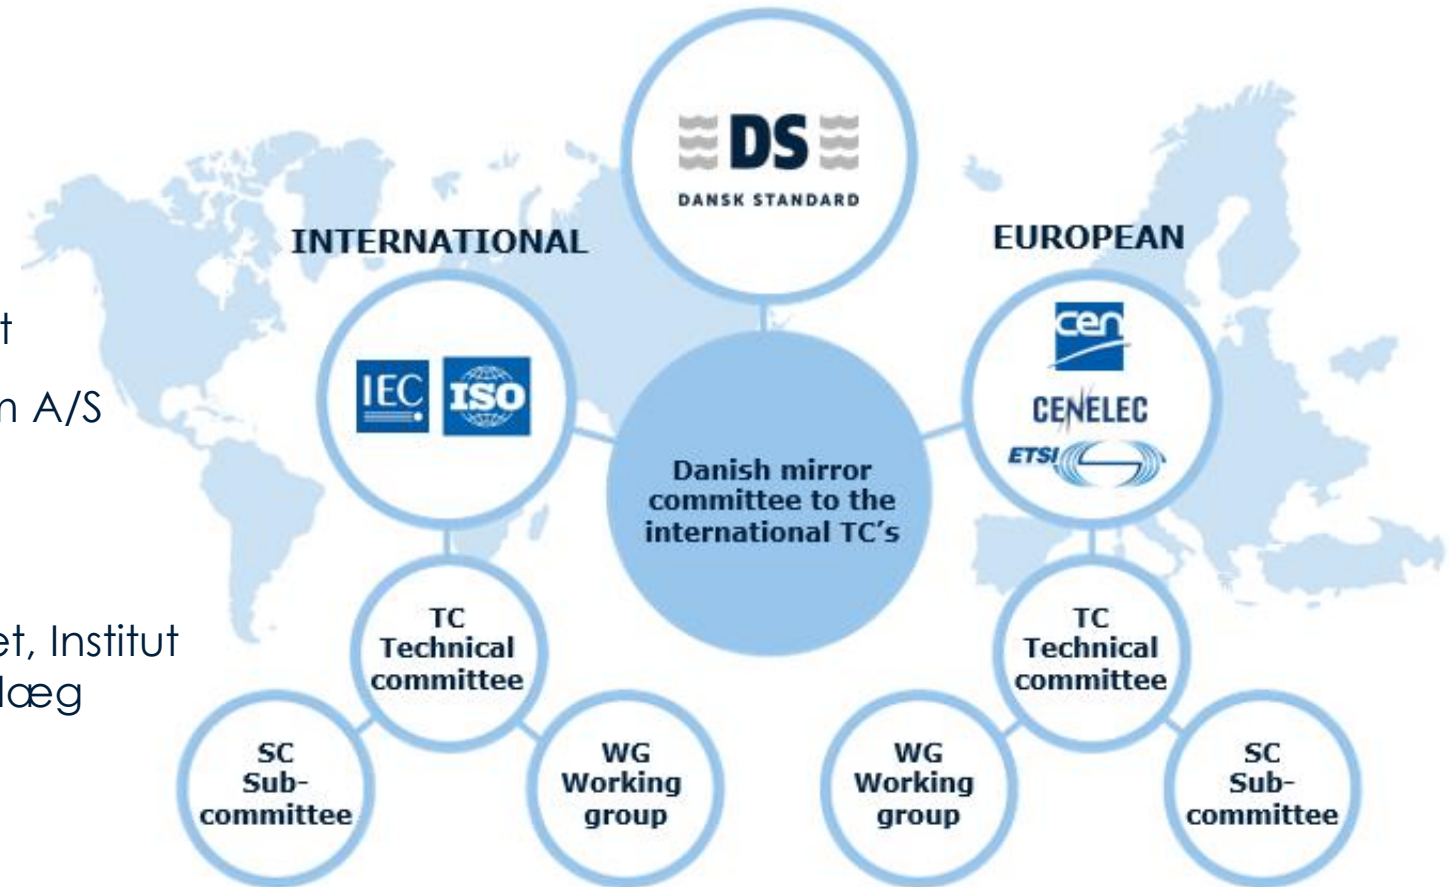 DS
DANSK STANDARD
INTERNATIONAL
EUROPEAN
t
A/S
et, Institut
læg
IEC
ISO
cen
CENELEC
ETSI
Danish mirror
committee to the
international TC's
TC
Technical
committee
SC
Sub-
committee
WG
Working
group
TC
Technical
committee
WG
Working
group
SC
Sub-
committee